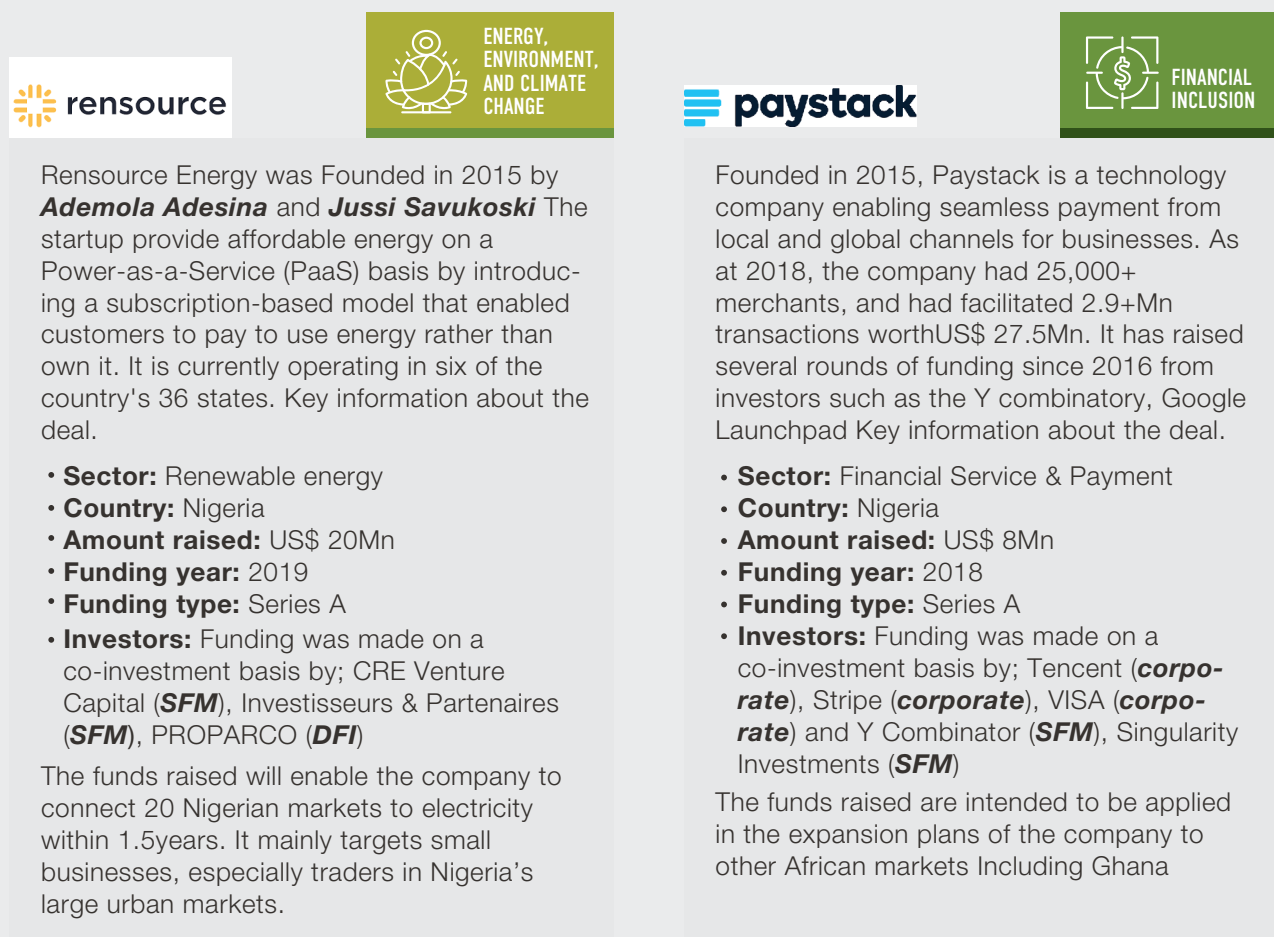 rensource
ENERGY,
ENVIRONMENT,
AND CLIMATE
CHANGE
Rensource Energy was Founded in 2015 by
Ademola Adesina and Jussi Savukoski The
startup provide affordable energy on a
Power-as-a-Service (PaaS) basis by introduc-
ing a subscription-based model that enabled
customers to pay to use energy rather than
own it. It is currently operating in six of the
country's 36 states. Key information about the
deal.
• Sector: Renewable energy
• Country: Nigeria
• Amount raised: US$ 20Mn
• Funding year: 2019
• Funding type: Series A
• Investors: Funding was made on a
co-investment basis by; CRE Venture
Capital (SFM), Investisseurs & Partenaires
(SFM), PROPARCO (DFI)
The funds raised will enable the company to
connect 20 Nigerian markets to electricity
within 1.5years. It mainly targets small
businesses, especially traders in Nigeria’s
large urban markets.
paystack
$
FINANCIAL
INCLUSION
Founded in 2015, Paystack is a technology
company enabling seamless payment from
local and global channels for businesses. As
at 2018, the company had 25,000+
merchants, and had facilitated 2.9+Mn
transactions worthUS$ 27.5Mn. It has raised
several rounds of funding since 2016 from
investors such as the Y combinatory, Google
Launchpad Key information about the deal.
• Sector: Financial Service & Payment
• Country: Nigeria
• Amount raised: US$ 8Mn
• Funding year: 2018
• Funding type: Series A
• Investors: Funding was made on a
co-investment basis by; Tencent (corpo-
rate), Stripe (corporate), VISA (corpo-
rate) and Y Combinator (SFM), Singularity
Investments (SFM)
The funds raised are intended to be applied
in the expansion plans of the company to
other African markets Including Ghana